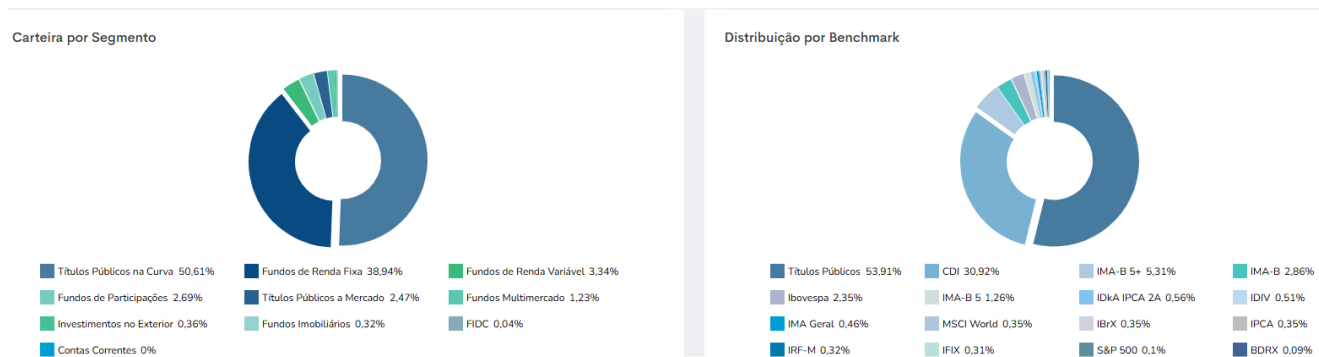 Carteira por Segmento
Títulos Públicos na Curva 50,61% Fundos de Renda Fixa 38,94% Fundos de Renda Variável 3,34%
Fundos de Participações 2,69% Títulos Públicos a Mercado 2,47% Fundos Multimercado 1,23%
Investimentos no Exterior 0,36% Fundos Imobiliários 0,32% FIDC 0,04%
Contas Correntes 0%
Distribuição por Benchmark
Títulos Públicos 53,91% CDI 30,92% IMA-B 5+ 5,31% IMA-B 2,86%
Ibovespa 2,35% IMA-B 5 1,26% IDkA IPCA 2A 0,56% IDIV 0,51%
IMA Geral 0,46% MSCI World 0,35% IBrX 0,35% IPCA 0,35%
IRF-M 0,32% IFIX 0,31% S&P 500 0,1% BDRX 0,09%